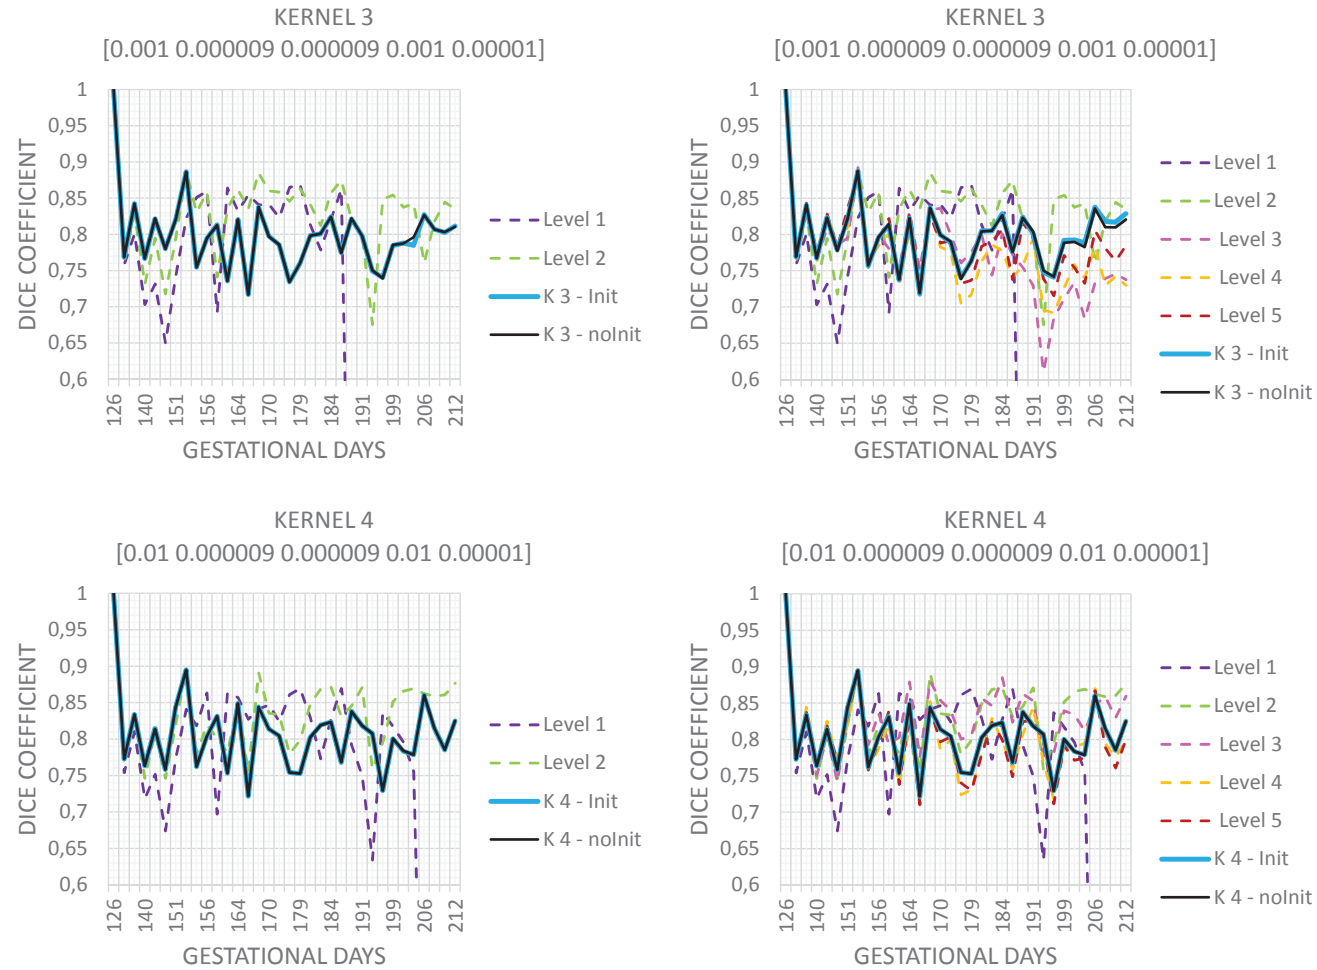 KERNEL 3
[0.001 0.000009 0.000009 0.001 0.00001]
DICE COEFFICIENT
1
0,95
0,9
0,85
0,8
0,75
0,7
0,65
0,6
126
140
151
156
164
170
179
184
191
199
206
212
GESTATIONAL DAYS
Level 1
Level 2
K 3 - Init
K 3 - noInit
KERNEL 3
[0.001 0.000009 0.000009 0.001 0.00001]
DICE COEFFICIENT
1
0,95
0,9
0,85
0,8
0,75
0,7
0,65
0,6
126
140
151
156
164
170
179
184
191
199
206
212
GESTATIONAL DAYS
Level 1
Level 2
Level 3
Level 4
Level 5
K 3 - Init
K 3 - noInit
KERNEL 4
[0.01 0.000009 0.000009 0.01 0.00001]
DICE COEFFICIENT
1
0,95
0,9
0,85
0,8
0,75
0,7
0,65
0,6
126
140
151
156
164
170
179
184
191
199
206
212
GESTATIONAL DAYS
Level 1
Level 2
K 4 - Init
K 4 - noInit
KERNEL 4
[0.01 0.000009 0.000009 0.01 0.00001]
DICE COEFFICIENT
1
0,95
0,9
0,85
0,8
0,75
0,7
0,65
0,6
126
140
151
156
164
170
179
184
191
199
206
212
GESTATIONAL DAYS
Level 1
Level 2
Level 3
Level 4
Level 5
K 4 - Init
K 4 - noInit